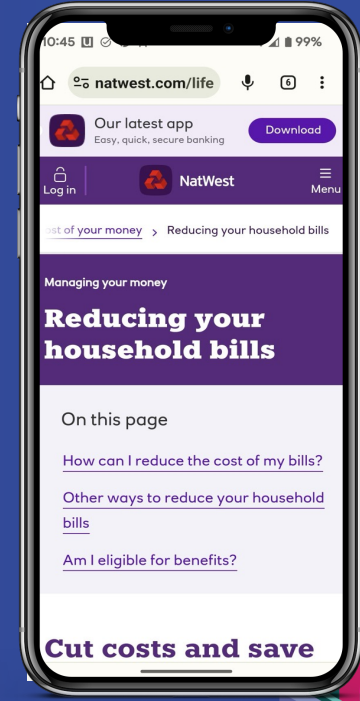 10:45 99%
natwest.com/life 6
Our latest app
Easy, quick, secure banking
Download
Log in
NatWest
Menu
st of your money > Reducing your household bills
Managing your money
Reducing your
household bills
On this page
How can I reduce the cost of my bills?
Other ways to reduce your household
bills
Am I eligible for benefits?
Cut costs and save